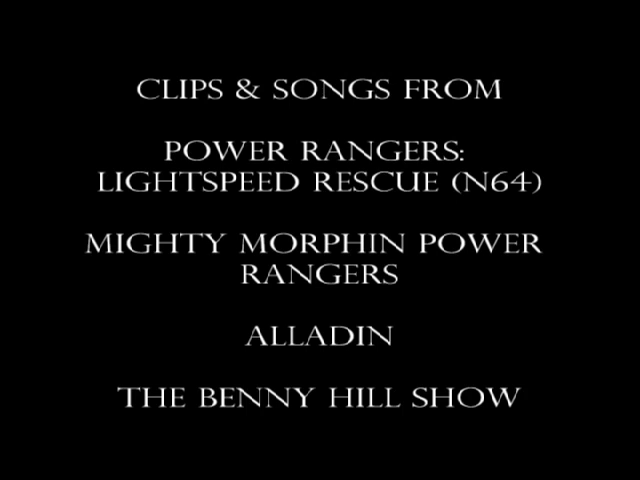 CLIPS & SONGS FROM
POWER RANGERS:
LIGHTSPEED RESCUE (N64)
MIGHTY MORPHIN POWER
RANGERS
ALLADIN
THE BENNY HILL SHOW